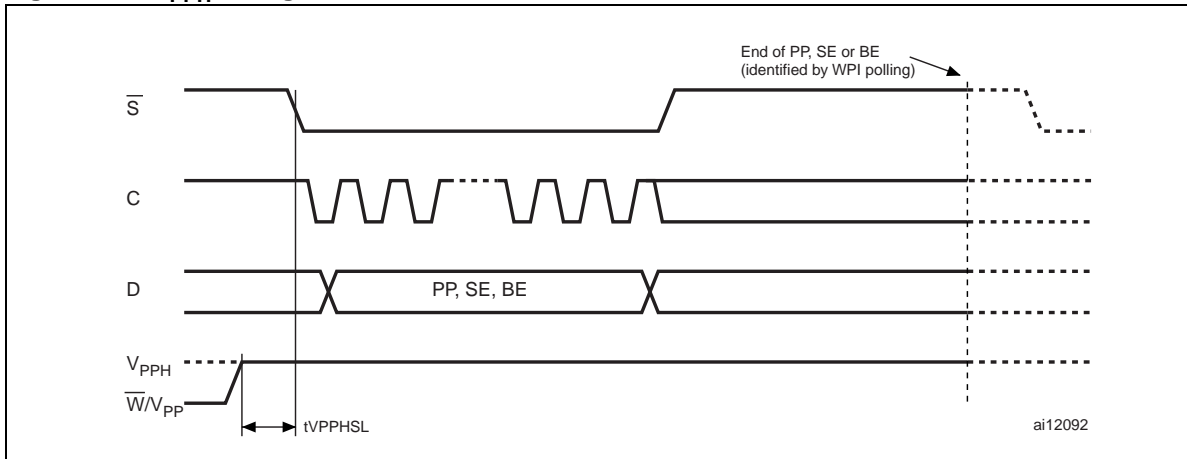 End of PP, SE or BE
(identified by WPI polling)
S
C
D
PP, SE, BE
VPPH
W/VPP
tVPPHSL
ai12092